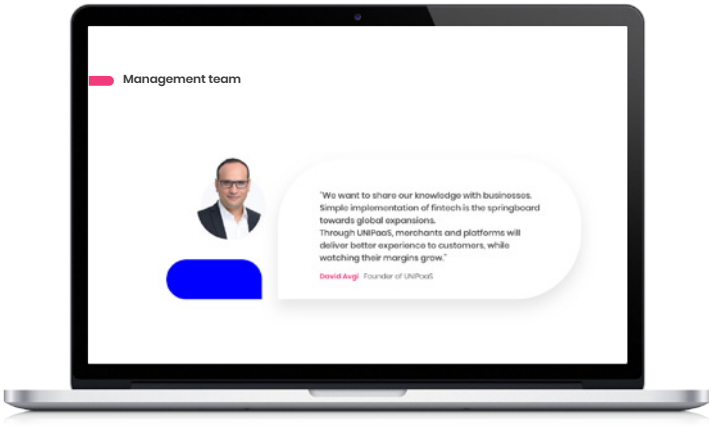 Management team
"We want to share our knowledge with businesses.
Simple implementation of fintech is the springboard
towards global expansions.
Through UNIPaaS, merchants and platforms will
deliver better experience to customers, while
watching their margins grow."
David Avgi Founder of UNIPaaS